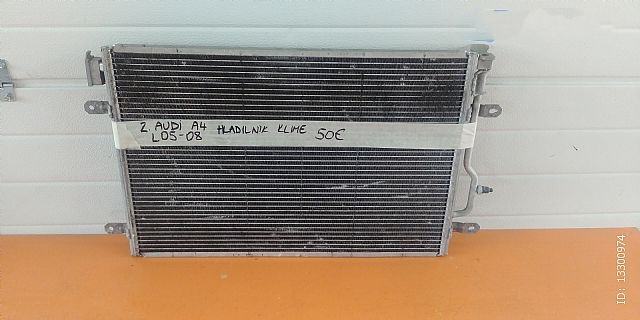 2. AUDI A4 HLADILNIK KLIME 50€
L05-08
ID: 13300974